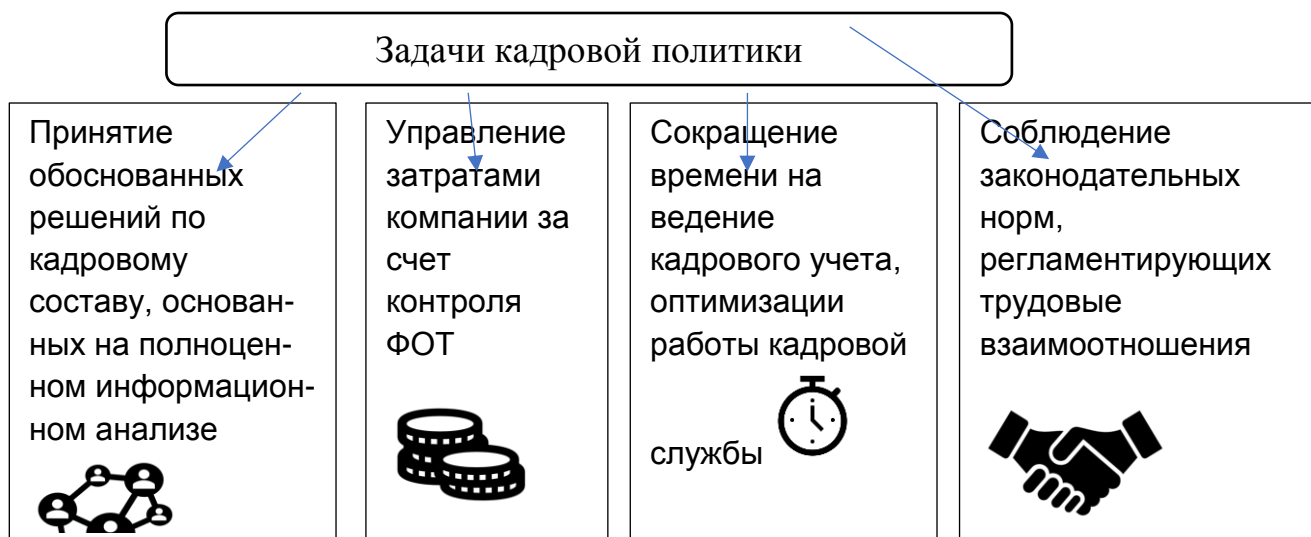 Задачи кадровой политики
Принятие
обоснованных
решений по
кадровому
составу, основан-
ных на полноцен-
ном информацион-
ном анализе
Управление
затратами
компании за
счет
контроля
ФОТ
Сокращение
времени на
ведение
кадрового учета,
оптимизации
работы кадровой
службы
Соблюдение
законодательных
норм,
регламентирующих
трудовые
взаимоотношения